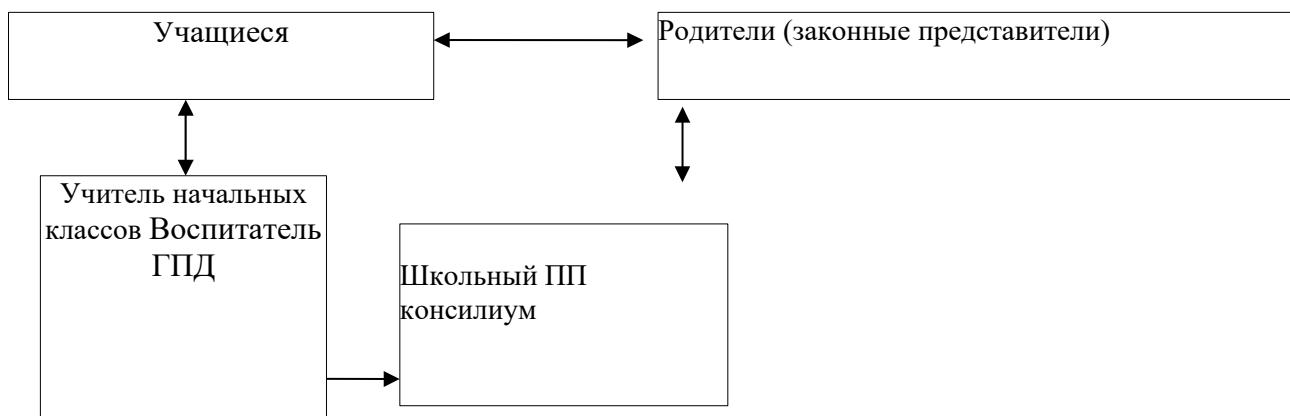 Учащиеся
Родители (законные представители)
Учитель начальных
классов Воспитатель
ГПД
Школьный ПП
консилиум